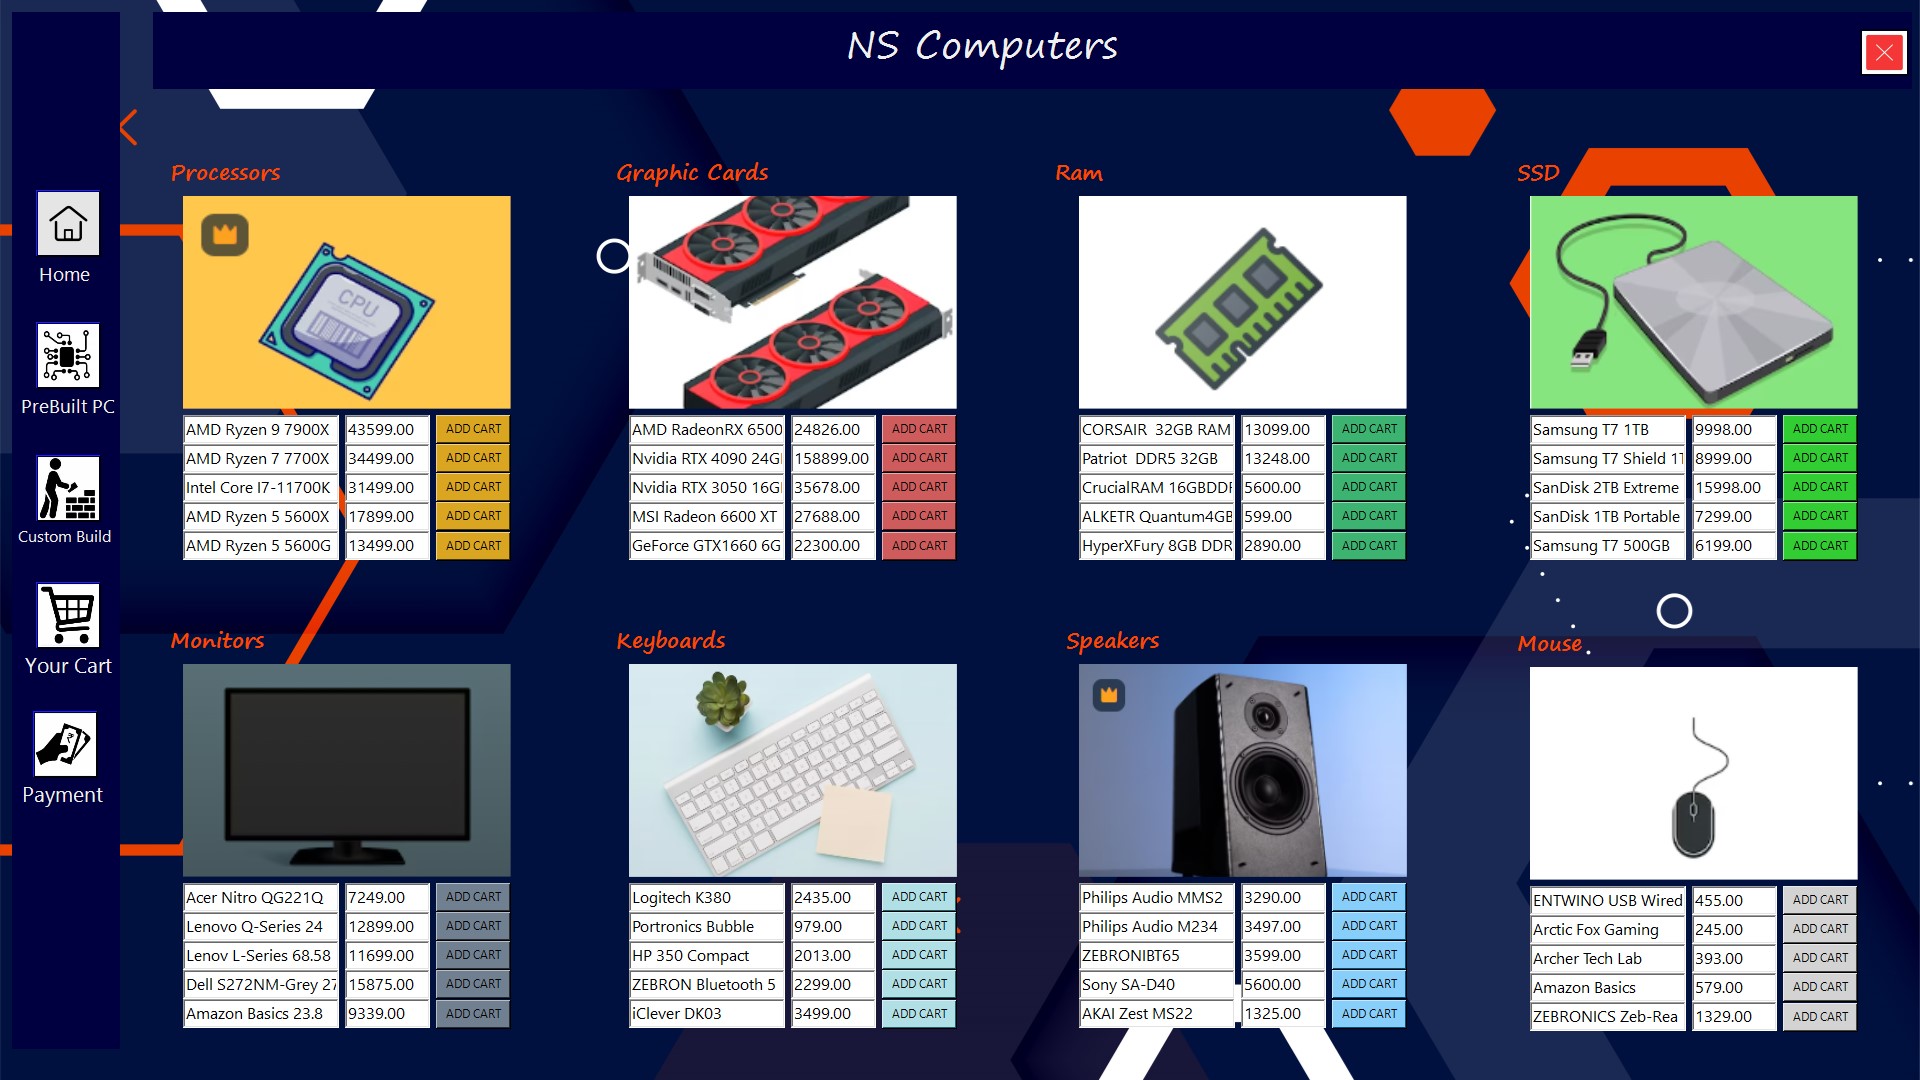 NS Computers
Home
PreBuilt PC
Custom Build
Your Cart
Payment
Processors
CPU
AMD Ryzen 9 7900X 43599.00 ADD CART
AMD Ryzen 7 7700X 34499.00 ADD CART
Intel Core I7-11700K 31499.00 ADD CART
AMD Ryzen 5 5600X 17899.00 ADD CART
AMD Ryzen 5 5600G 13499.00 ADD CART
Graphic Cards
AMD RadeonRX 6500 24826.00 ADD CART
Nvidia RTX 4090 24G 158899.00 ADD CART
Nvidia RTX 3050 16G 35678.00 ADD CART
MSI Radeon 6600 XT 27688.00 ADD CART
GeForce GTX1660 6G 22300.00 ADD CART
Ram
CORSAIR 32GB RAM 13099.00 ADD CART
Patriot DDR5 32GB 13248.00 ADD CART
CrucialRAM 16GBDDR 5600.00 ADD CART
ALKETR Quantum4GB 599.00 ADD CART
HyperXFury 8GB DDR 2890.00 ADD CART
SSD
Samsung T7 1TB 9998.00 ADD CART
Samsung T7 Shield 1T 8999.00 ADD CART
SanDisk 2TB Extreme 15998.00 ADD CART
SanDisk 1TB Portable 7299.00 ADD CART
Samsung T7 500GB 6199.00 ADD CART
Monitors
Acer Nitro QG221Q 7249.00 ADD CART
Lenovo Q-Series 24 12899.00 ADD CART
Lenov L-Series 68.58 11699.00 ADD CART
Dell S272NM-Grey 27 15875.00 ADD CART
Amazon Basics 23.8 9339.00 ADD CART
Keyboards
Logitech K380 2435.00 ADD CART
Portronics Bubble 979.00 ADD CART
HP 350 Compact 2013.00 ADD CART
ZEBRON Bluetooth 5 2299.00 ADD CART
iClever DK03 3499.00 ADD CART
Speakers
Philips Audio MMS2 3290.00 ADD CART
Philips Audio M234 3497.00 ADD CART
ZEBRONIBT65 3599.00 ADD CART
Sony SA-D40 5600.00 ADD CART
AKAI Zest MS22 1325.00 ADD CART
Mouse
ENTWINO USB Wired 455.00 ADD CART
Arctic Fox Gaming 245.00 ADD CART
Archer Tech Lab 393.00 ADD CART
Amazon Basics 579.00 ADD CART
ZEBRONICS Zeb-Rea 1329.00 ADD CART